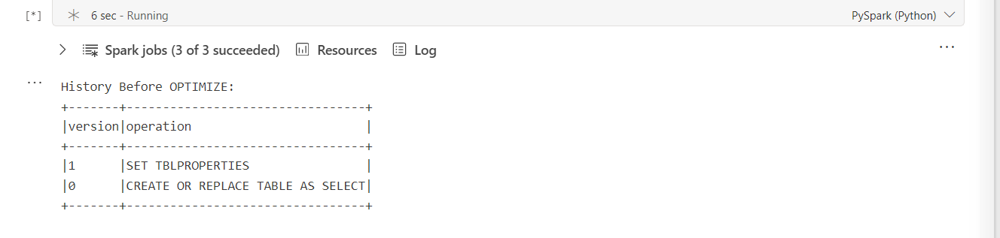 [*] 6 sec - Running PySpark (Python)
Spark jobs (3 of 3 succeeded) Resources Log
History Before OPTIMIZE:
+-------+---------------------------------+
|version|operation                        |
+-------+---------------------------------+
|1      |SET TBLPROPERTIES                |
|0      |CREATE OR REPLACE TABLE AS SELECT|
+-------+---------------------------------+